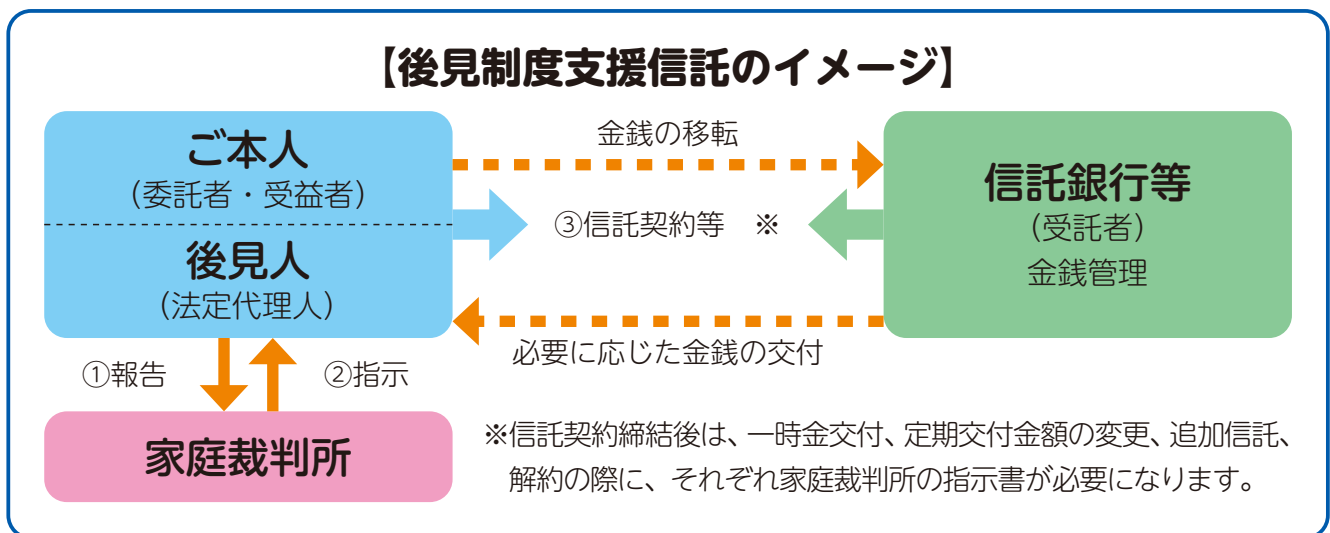 【後見制度支援信託のイメージ】
ご本人
（委託者・受益者）
後見人
（法定代理人）
金銭の移転
③信託契約等　※
必要に応じた金銭の交付
信託銀行等
（受託者）
金銭管理
①報告
②指示
家庭裁判所
※信託契約締結後は、一時金交付、定期交付金額の変更、追加信託、
解約の際に、それぞれ家庭裁判所の指示書が必要になります。